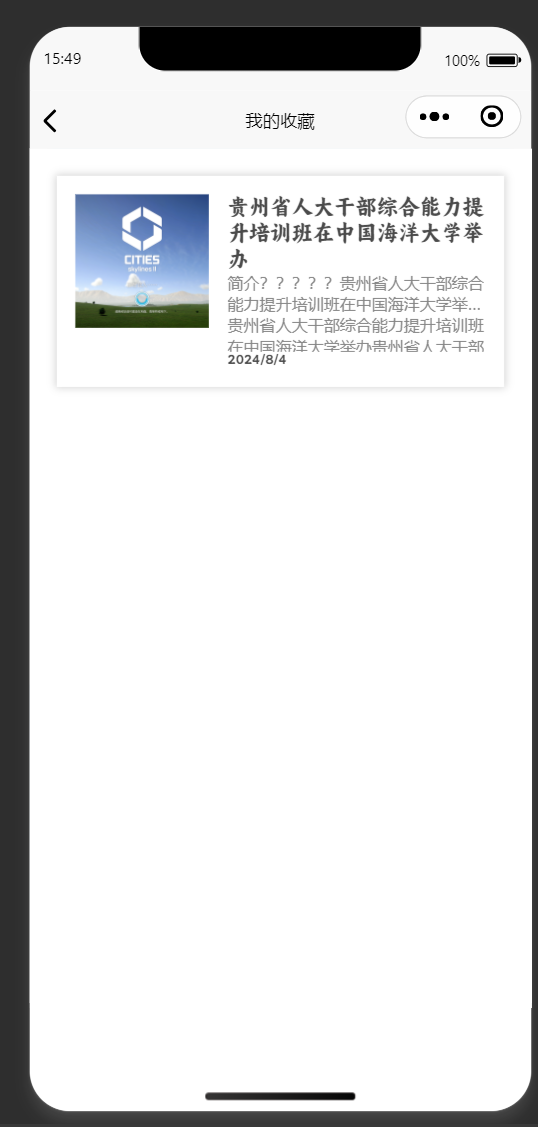 15:49
100%
我的收藏
CITIES
skylines II
贵州省人大干部综合能力提
升培训班在中国海洋大学举
办
简介？？？？？贵州省人大干部综合
能力提升培训班在中国海洋大学举...
贵州省人大干部综合能力提升培训班
在中国海洋大学举办贵州省人大干部
2024/8/4